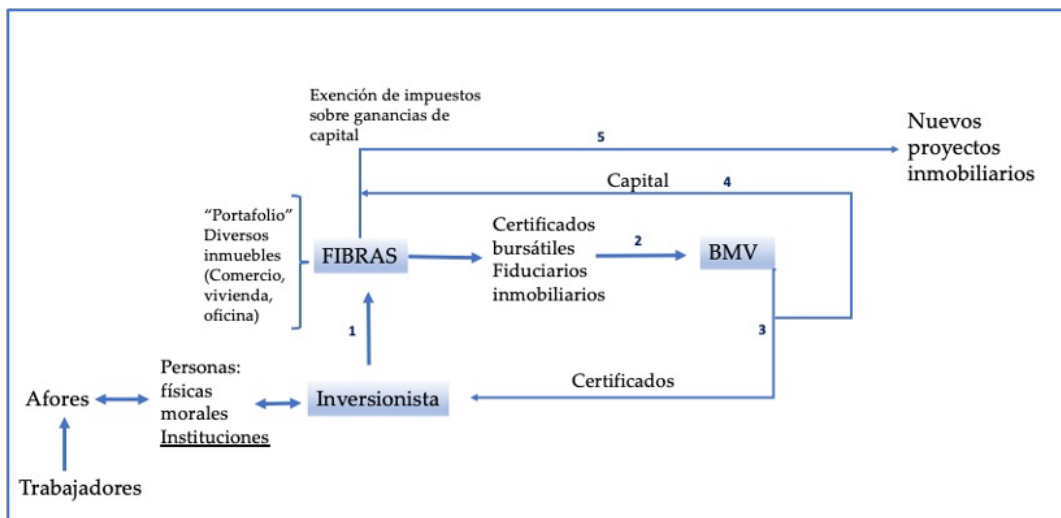 Exención de impuestos
sobre ganancias de
capital
5
Nuevos
proyectos
inmobiliarios
Capital
4
“Portafolio”
Diversos
inmuebles
(Comercio,
vivienda,
oficina)
FIBRAS
Certificados
bursátiles
Fiduciarios
inmobiliarios
2
BMV
1
3
Personas:
físicas
morales
Instituciones
Afores
Inversionista
Certificados
Trabajadores